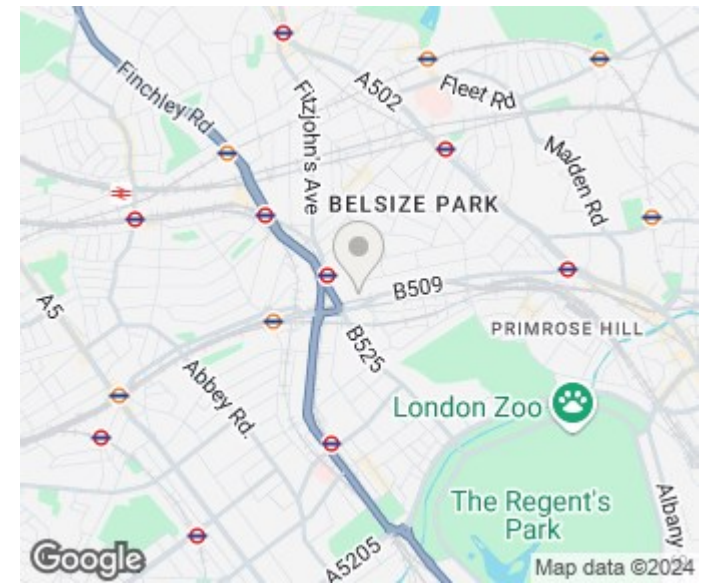 Finchley Rd
Fitzjohn's Ave
A502
Fleet Rd
Malden Rd
BELSIZE PARK
B509
A5
B525
PRIMROSE HILL
Abbey Rd.
London Zoo
The Regent's
Park
Albany
A5205
Google
Map data ©2024